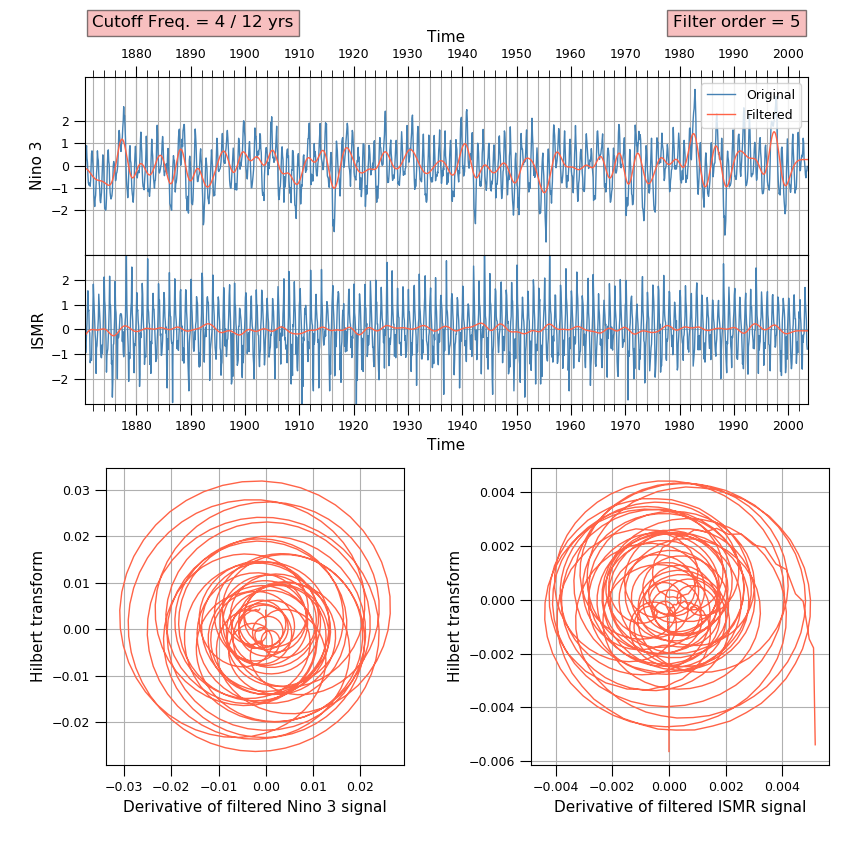 Cutoff Freq. = 4 / 12 yrs
Filter order = 5
Time
1880 1890 1900 1910 1920 1930 1940 1950 1960 1970 1980 1990 2000
Original
Filtered
Nino 3
2
1
0
−1
−2
ISMR
2
1
0
−1
−2
1880 1890 1900 1910 1920 1930 1940 1950 1960 1970 1980 1990 2000
Time
Hilbert transform
0.03
0.02
0.01
0.00
−0.01
−0.02
−0.03 −0.02 −0.01 0.00 0.01 0.02
Derivative of filtered Nino 3 signal
Hilbert transform
0.004
0.002
0.000
−0.002
−0.004
−0.006
−0.004 −0.002 0.000 0.002 0.004
Derivative of filtered ISMR signal